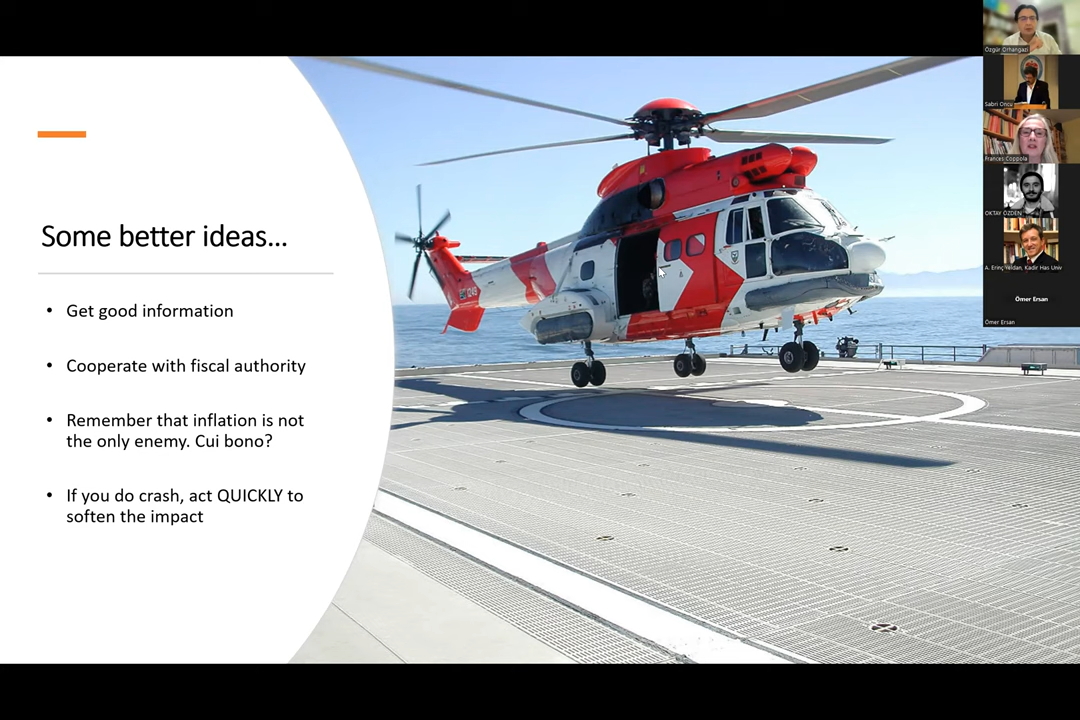 Some better ideas...
• Get good information
• Cooperate with fiscal authority
• Remember that inflation is not
the only enemy. Cui bono?
• If you do crash, act QUICKLY to
soften the impact
Özgür Orhangazi
Sabri Öncü
Frances Coppola
OKTAY ÖZDEN
A. Erinç Yeldan, Kadir Has Univ
Ömer Ersan
Ömer Ersan